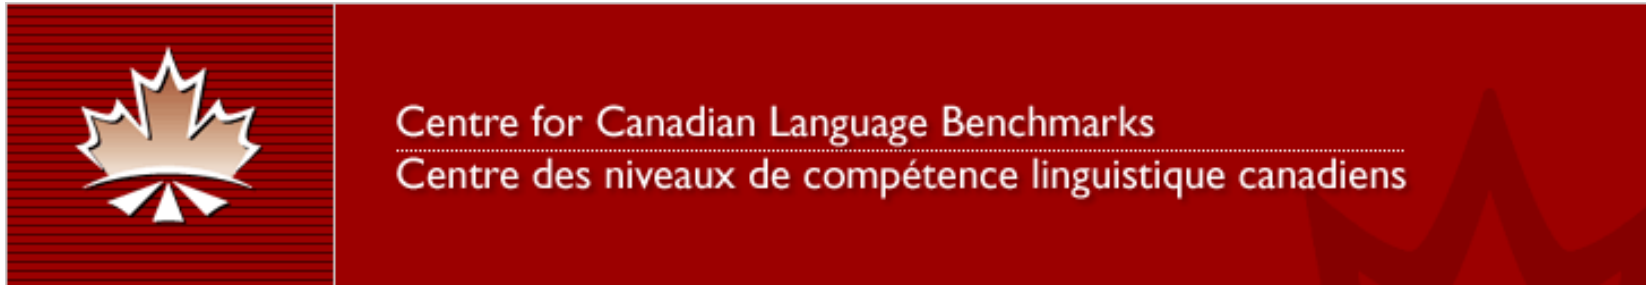 Centre for Canadian Language Benchmarks
Centre des niveaux de compétence linguistique canadiens